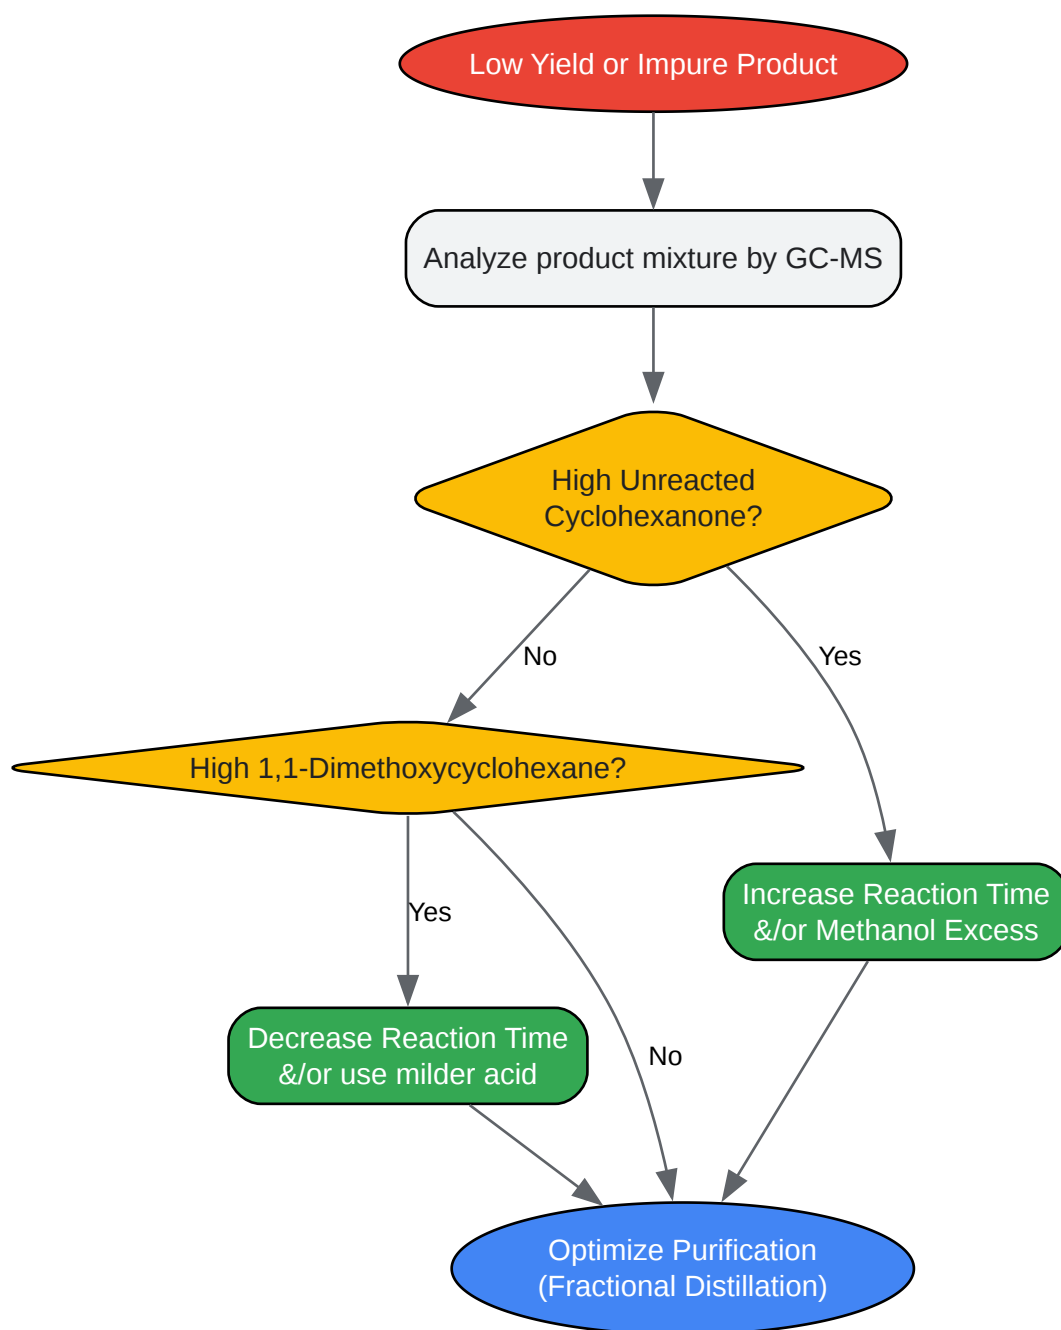 Low Yield or Impure Product
Analyze product mixture by GC-MS
High Unreacted
Cyclohexanone?
No
Yes
High 1,1-Dimethoxycyclohexane?
Increase Reaction Time
&/or Methanol Excess
Yes
Decrease Reaction Time
&/or use milder acid
No
Optimize Purification
(Fractional Distillation)